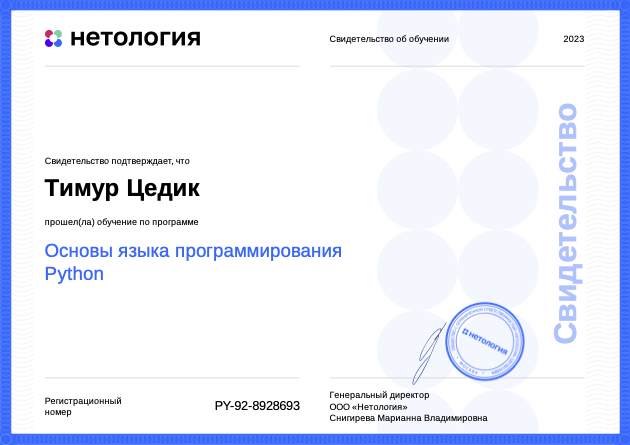 нетология
Свидетельство об обучении
2023
Свидетельство подтверждает, что
Тимур Цедик
прошел(ла) обучение по программе
Основы языка программирования
Python
Свидетельство
нетология
Регистрационный
номер
PY-92-8928693
Генеральный директор
ООО «Нетология»
Снигирева Марианна Владимировна